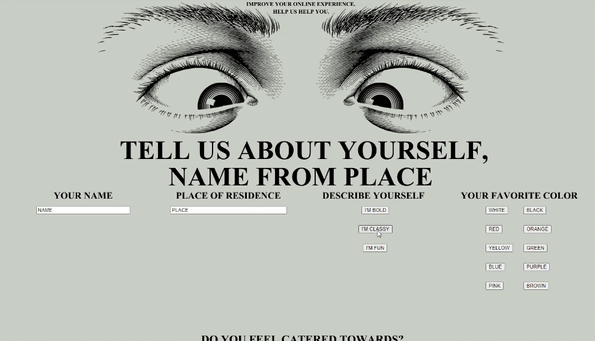 IMPROVE YOUR ONLINE EXPERIENCE.
HELP US HELP YOU.
TELL US ABOUT YOURSELF,
NAME FROM PLACE
YOUR NAME
NAME
PLACE OF RESIDENCE
PLACE
DESCRIBE YOURSELF
I'M BOLD
I'M CLASSY
I'M FUN
YOUR FAVORITE COLOR
WHITE BLACK
RED ORANGE
YELLOW GREEN
BLUE PURPLE
PINK BROWN
DO YOU FEEL CATERED TOWARDS?